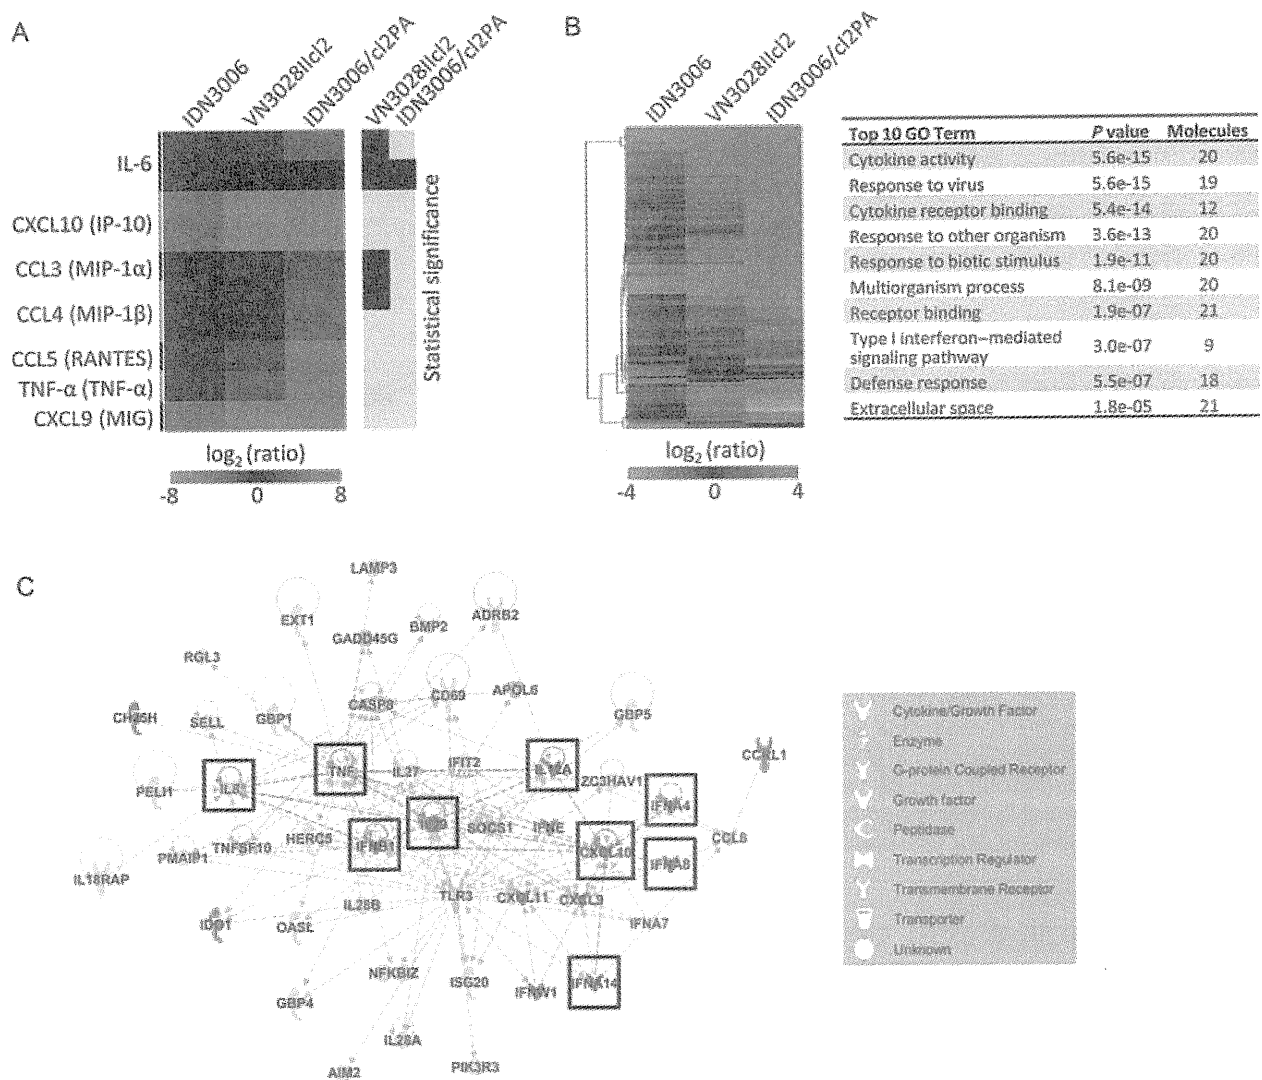 A
IDN3006
VN3028IIcl2
IDN3006/cl2PA
VN3028IIcl2
IDN3006/cl2PA
IL-6
CXCL10 (IP-10)
CCL3 (MIP-1α)
CCL4 (MIP-1β)
CCL5 (RANTES)
TNF-α (TNF-α)
CXCL9 (MIG)
Statistical significance
log2 (ratio)
-8 0 8
B
IDN3006
VN3028IIcl2
IDN3006/cl2PA
log2 (ratio)
-4 0 4
Top 10 GO Term P value Molecules
Cytokine activity 5.6e-15 20
Response to virus 5.6e-15 19
Cytokine receptor binding 5.4e-14 12
Response to other organism 3.6e-13 20
Response to biotic stimulus 1.9e-11 20
Multiorganism process 8.1e-09 20
Receptor binding 1.9e-07 21
Type I interferon–mediated
signaling pathway 3.0e-07 9
Defense response 5.5e-07 18
Extracellular space 1.8e-05 21
C
LAMP3
EXT1
ADRB2
BMP2
GADD45G
RGL3
APOL6
CD69
CASP8
GBP5
GBP1
SELL
CH25H
IFIT2
IL27
TNF
IL12A
ZC3HAV1
PELI1
IFNA4
SOCS1
IFNE
HERC5
IFNB1
TNFSF10
CXCL10
CCL8
PMAIP1
IFNA8
IL18RAP
TLR3
CXCL11
CXCL9
IL28B
IDO1
OASL
IFNA7
NFKBIZ
ISG20
IFNA14
IFNW1
GBP4
IL28A
PIK3R3
AIM2
Cytokine/Growth Factor
Enzyme
G-protein Coupled Receptor
Growth factor
Peptidase
Transcription Regulator
Transmembrane Receptor
Transporter
Unknown